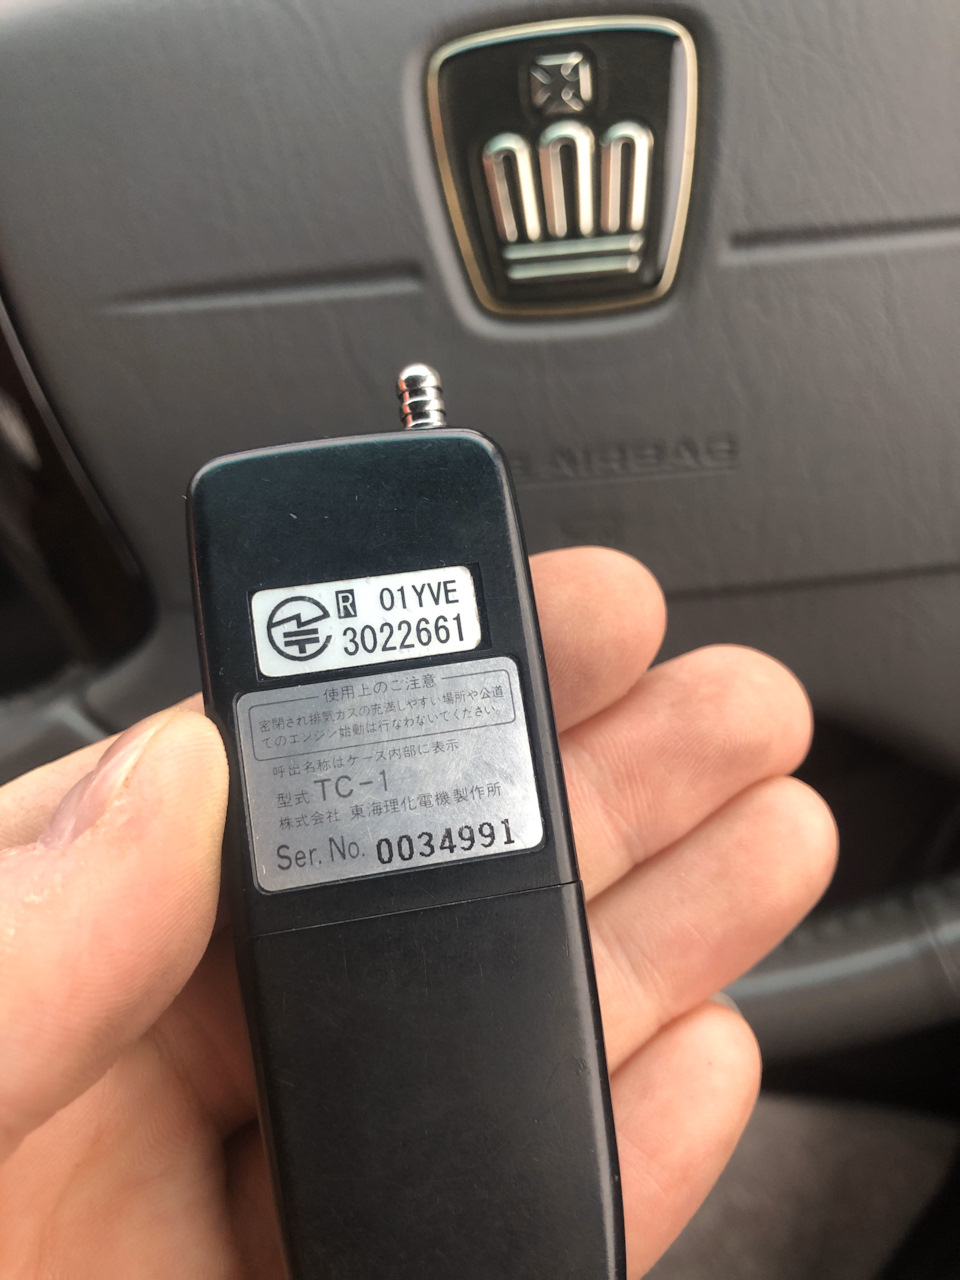 AIRBAG
R 01YVE
3022661
使用上のご注意
密閉され排気ガスの充満しやすい場所や公道
でのエンジン始動は行なわないでください。
呼出名称はケース内部に表示
型式 TC-1
株式会社 東海理化電機製作所
Ser. No. 0034991